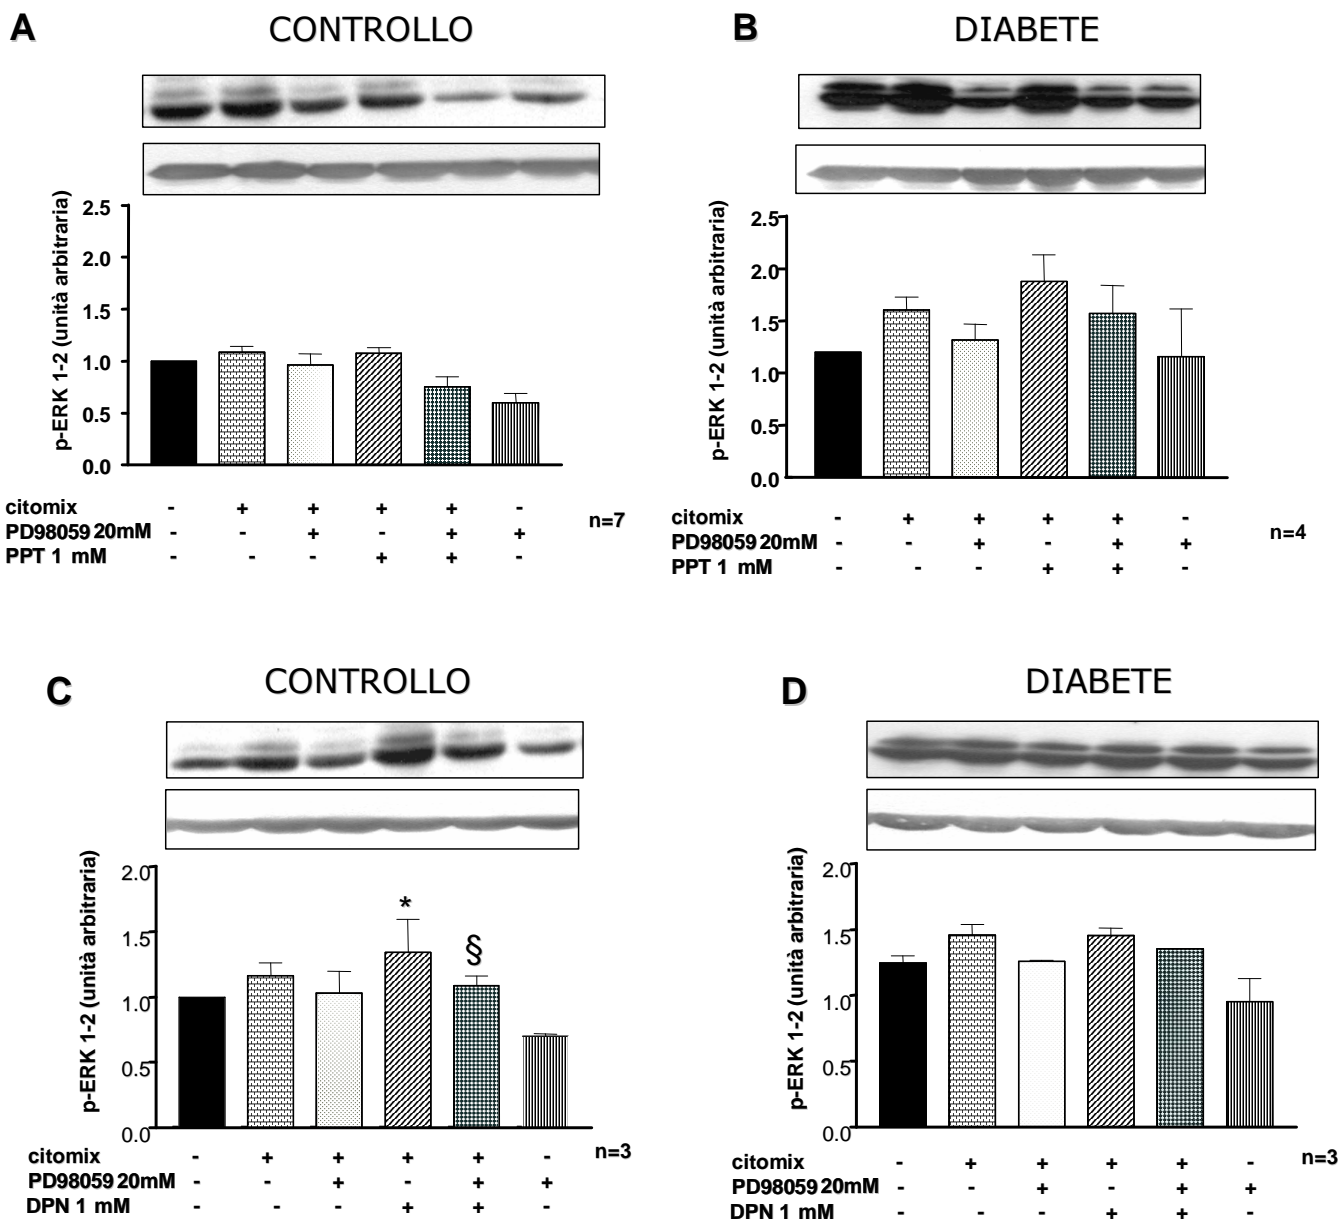 A CONTROLLO
p-ERK 1-2 (unità arbitraria)
2.5
2.0
1.5
1.0
0.5
0.0
citomix - + + + + -
PD98059 20mM - - + - + +
PPT 1 mM - - - + + -
n=7
B DIABETE
p-ERK 1-2 (unità arbitraria)
2.5
2.0
1.5
1.0
0.5
0.0
citomix - + + + + -
PD98059 20mM - - + - + +
PPT 1 mM - - - + + -
n=4
C CONTROLLO
p-ERK 1-2 (unità arbitraria)
2.0
1.5
1.0
0.5
0.0
* §
citomix - + + + + -
PD98059 20mM - - + - + +
DPN 1 mM - - - + + -
n=3
D DIABETE
p-ERK 1-2 (unità arbitraria)
2.0
1.5
1.0
0.5
0.0
citomix - + + + + -
PD98059 20mM - - + - + +
DPN 1 mM - - - + + -
n=3